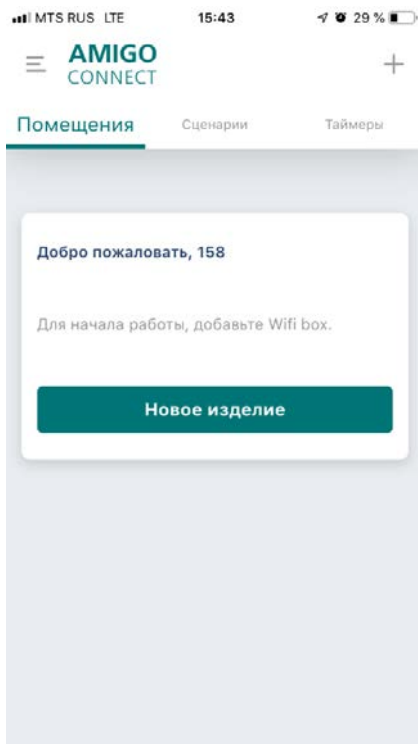 MTS RUS LTE 15:43 29 %
AMIGO
CONNECT
Помещения Сценарии Таймеры
Добро пожаловать, 158
Для начала работы, добавьте Wifi box.
Новое изделие